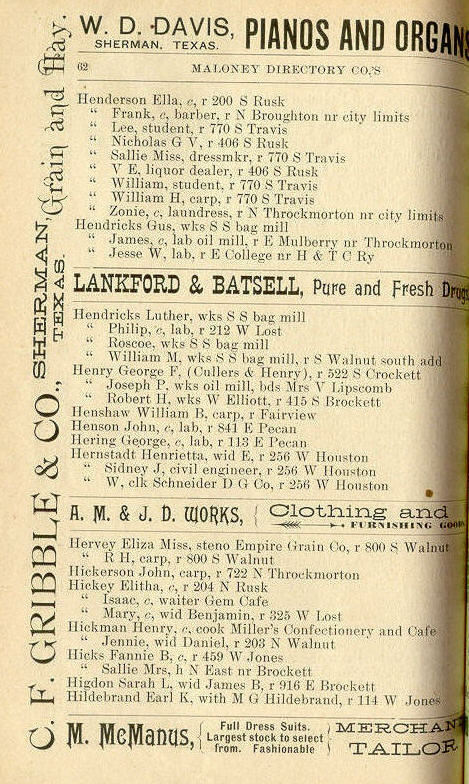 W. D. DAVIS, PIANOS AND ORGANS
SHERMAN, TEXAS.
62 MALONEY DIRECTORY CO,'S
Henderson Ella, c, r 200 S Rusk
“ Frank, c, barber, r N Broughton nr city limits
“ Lee, student, r 770 S Travis
“ Nicholas G V, r 406 S Rusk
“ Sallie Miss, dressmkr, r 770 S Travis
“ V E, liquor dealer, r 406 S Rusk
“ William, student, r 770 S Travis
“ William H, carp, r 770 S Travis
“ Zonie, c, laundress, r N Throckmorton nr city limits
Hendricks Gus, wks S S bag mill
“ James, c, lab oil mill, r E Mulberry nr Throckmorton
“ Jesse W, lab, r E College nr H & T C Ry
LANKFORD & BATSELL, Pure and Fresh Drugs
Hendricks Luther, wks S S bag mill
“ Philip, c, lab, r 212 W Lost
“ Roscoe, wks S S bag mill
“ William M, wks S S bag mill, r S Walnut south add
Henry George F, (Cullers & Henry), r 522 S Crockett
“ Joseph P, wks oil mill, bds Mrs V Lipscomb
“ Robert H, wks W Elliott, r 415 S Brockett
Henshaw William B, carp, r Fairview
Henson John, c, lab, r 841 E Pecan
Hering George, c, lab, r 113 E Pecan
Hernstadt Henrietta, wid E, r 256 W Houston
“ Sidney J, civil engineer, r 256 W Houston
“ W, clk Schneider D G Co, r 256 W Houston
A. M. & J. D. WORKS, { Clothing and
FURNISHING GOODS
Hervey Eliza Miss, steno Empire Grain Co, r 800 S Walnut
“ R H, carp, r 800 S Walnut
Hickerson John, carp, r 722 N Throckmorton
Hickey Elitha, c, r 204 N Rusk
“ Isaac, c, waiter Gem Cafe
“ Mary, c, wid Benjamin, r 325 W Lost
Hickman Henry, c, cook Miller's Confectionery and Cafe
“ Jennie, wid Daniel, r 203 N Walnut
Hicks Fannie B, c, r 459 W Jones
“ Sallie Mrs, h N East nr Brockett
Higdon Sarah L, wid James B, r 916 E Brockett
Hildebrand Earl K, with M G Hildebrand, r 114 W Jones
M. McMANUS, { Full Dress Suits. Largest stock to select from. Fashionable { MERCHANT TAILOR
C. F. GRIBBLE & CO., SHERMAN, TEXAS. Grain and Hay.